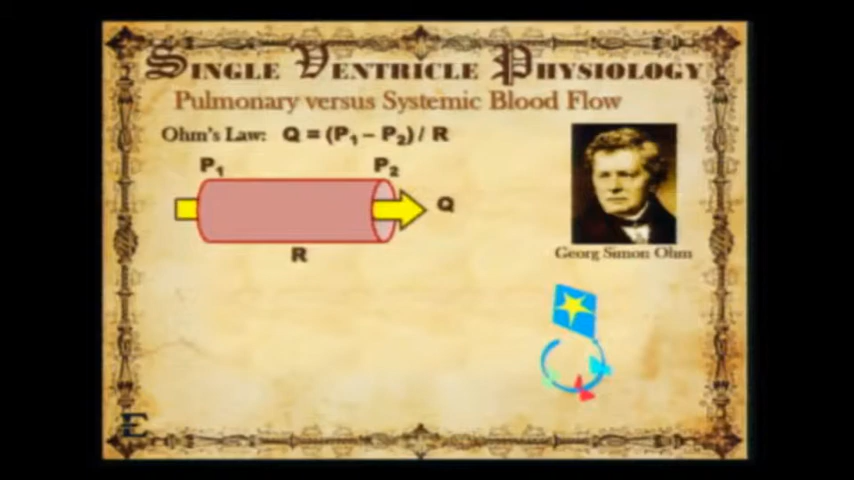 Single Ventricle Physiology
Pulmonary versus Systemic Blood Flow
Ohm's Law: Q = (P₁ – P₂) / R
P₁ P₂
Q
R
Georg Simon Ohm
E